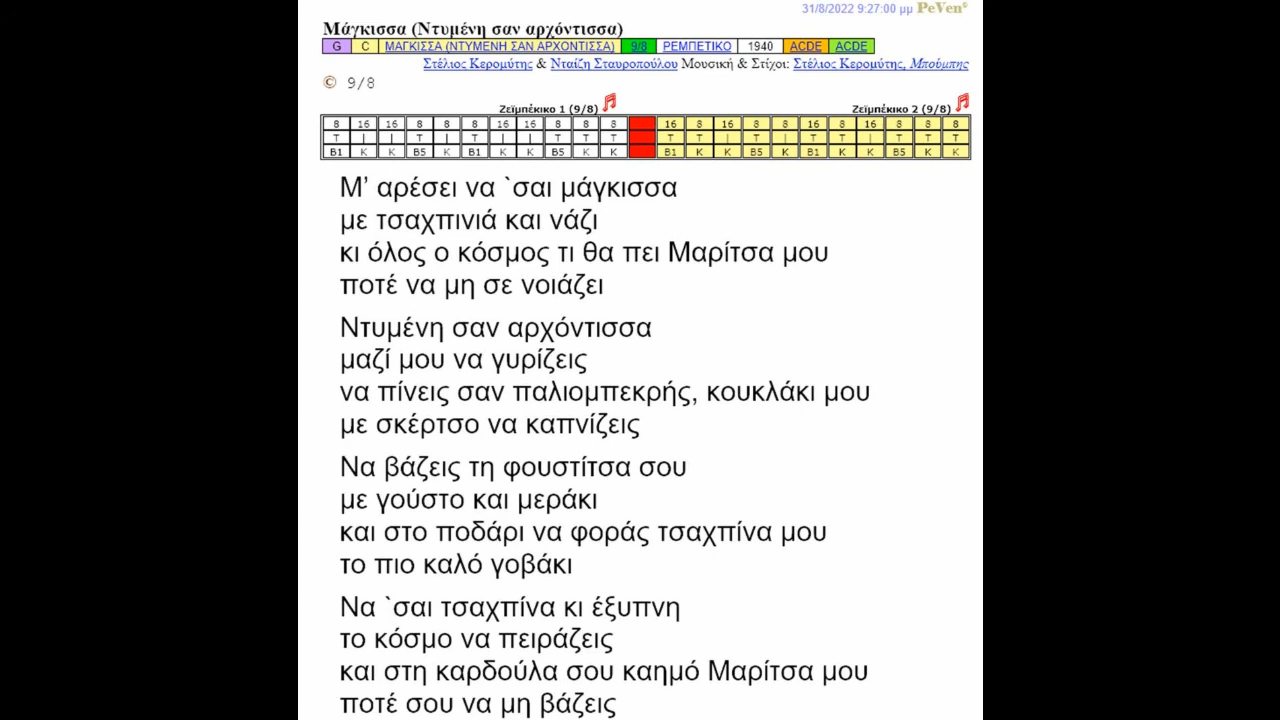 31/8/2022 9:27:00 μμ PeVen©
Μάγκισσα (Ντυμένη σαν αρχόντισσα)
G C ΜΑΓΚΙΣΣΑ (ΝΤΥΜΕΝΗ ΣΑΝ ΑΡΧΟΝΤΙΣΣΑ) 9/8 ΡΕΜΠΕΤΙΚΟ 1940 ACDE ACDE
Στέλιος Κερομύτης & Νταίζη Σταυροπούλου Μουσική & Στίχοι: Στέλιος Κερομύτης, Μπούμπης
© 9/8
Ζεϊμπέκικο 1 (9/8) Ζεϊμπέκικο 2 (9/8)
8 16 16 8 8 8 16 16 8 8 8 16 8 16 8 8 16 8 16 8 8 8
T | | T | T | | T T T T T | T | T | | T T T
B1 K K B5 K B1 K K B5 K K B1 K K B5 K B1 K K B5 K K
Μ’ αρέσει να `σαι μάγκισσα
με τσαχπινιά και νάζι
κι όλος ο κόσμος τι θα πει Μαρίτσα μου
ποτέ να μη σε νοιάζει
Ντυμένη σαν αρχόντισσα
μαζί μου να γυρίζεις
να πίνεις σαν παλιομπεκρής, κουκλάκι μου
με σκέρτσο να καπνίζεις
Να βάζεις τη φουστίτσα σου
με γούστο και μεράκι
και στο ποδάρι να φοράς τσαχπίνα μου
το πιο καλό γοβάκι
Να `σαι τσαχπίνα κι έξυπνη
το κόσμο να πειράζεις
και στη καρδούλα σου καημό Μαρίτσα μου
ποτέ σου να μη βάζεις